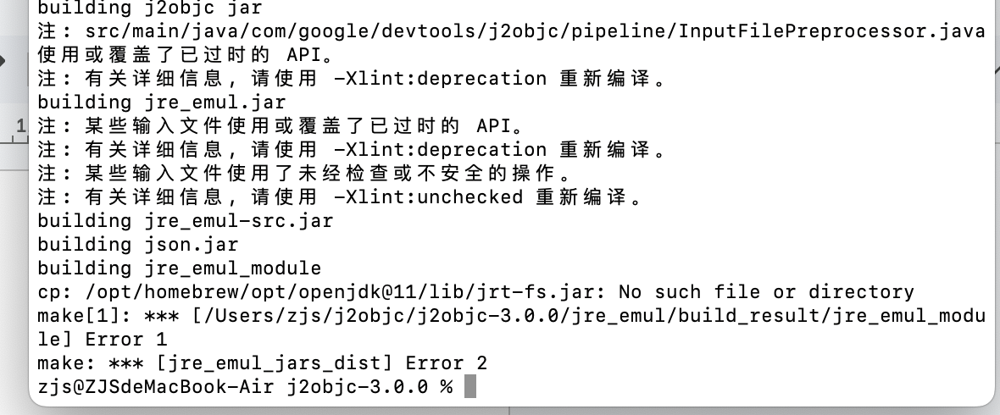 building j2objc jar
注: src/main/java/com/google/devtools/j2objc/pipeline/InputFilePreprocessor.java
使用或覆盖了已过时的 API。
注: 有关详细信息, 请使用 -Xlint:deprecation 重新编译。
building jre_emul.jar
注: 某些输入文件使用或覆盖了已过时的 API。
注: 有关详细信息, 请使用 -Xlint:deprecation 重新编译。
注: 某些输入文件使用了未经检查或不安全的操作。
注: 有关详细信息, 请使用 -Xlint:unchecked 重新编译。
building jre_emul-src.jar
building json.jar
building jre_emul_module
cp: /opt/homebrew/opt/openjdk@11/lib/jrt-fs.jar: No such file or directory
make[1]: *** [/Users/zjs/j2objc/j2objc-3.0.0/jre_emul/build_result/jre_emul_modu
le] Error 1
make: *** [jre_emul_jars_dist] Error 2
zjs@ZJSdeMacBook-Air j2objc-3.0.0 %
1